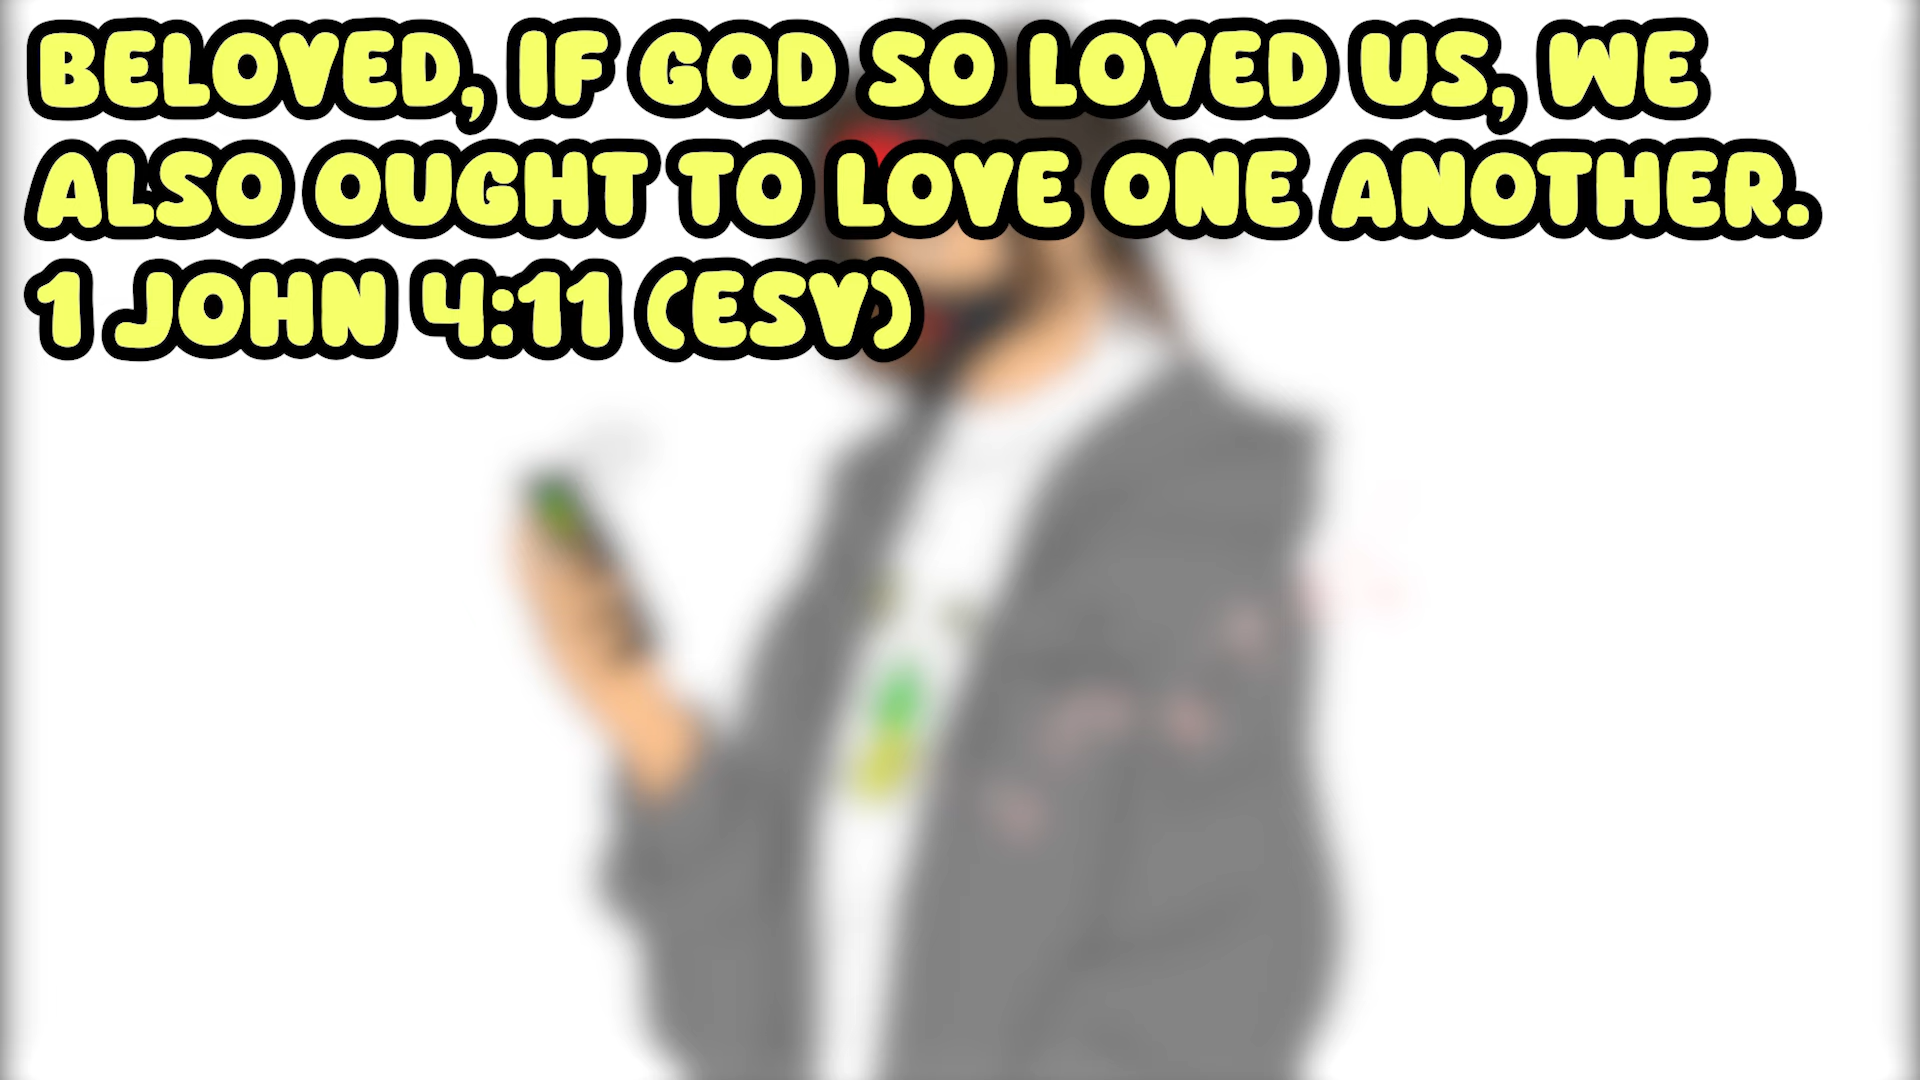 BELOVED, IF GOD SO LOVED US, WE
ALSO OUGHT TO LOVE ONE ANOTHER.
1 JOHN 4:11 (ESV)